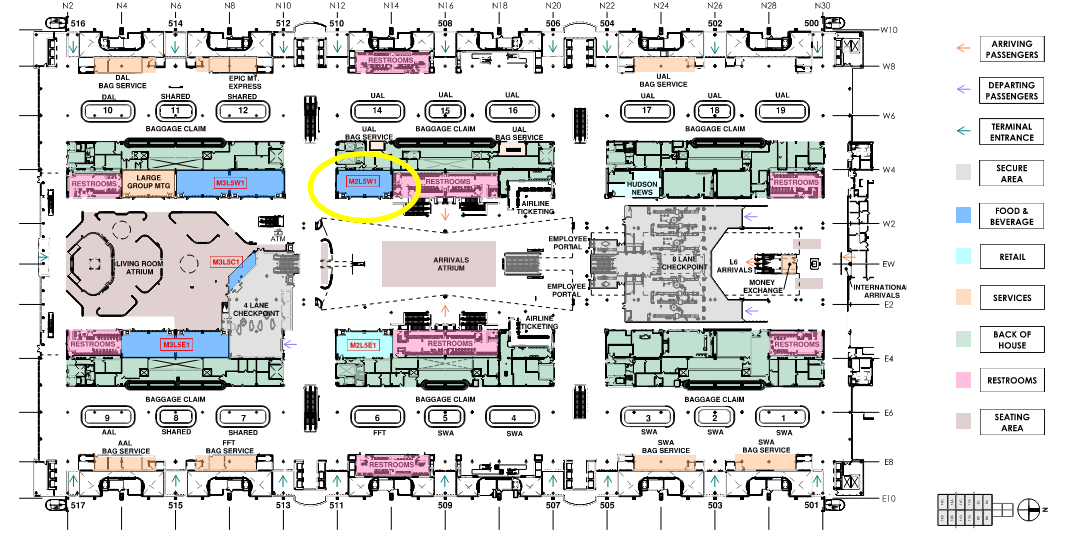 N2 N4 N6 N8 N10 N12 N14 N16 N18 N20 N22 N24 N26 N28 N30
516 514 512 510 508 506 504 502 500
W10
RESTROOMS
W8
DAL
BAG SERVICE
EPIC MT.
EXPRESS
UAL
BAG SERVICE
DAL SHARED SHARED UAL UAL UAL UAL UAL UAL
10 11 12 14 15 16 17 18 19
W6
BAGGAGE CLAIM BAGGAGE CLAIM BAGGAGE CLAIM
UAL
BAG SERVICE
UAL
BAG SERVICE
W4
RESTROOMS
LARGE
GROUP MTG
M3L5W1
M2L5W1
RESTROOMS
AIRLINE
TICKETING
HUDSON
NEWS
RESTROOMS
W2
ATM
LIVING ROOM
ATRIUM
M3L5C1
4 LANE
CHECKPOINT
ARRIVALS
ATRIUM
EMPLOYEE
PORTAL
EMPLOYEE
PORTAL
8 LANE
CHECKPOINT
L6
ARRIVALS
MONEY
EXCHANGE
EW
INTERNATIONAL
ARRIVALS
E2
AIRLINE
TICKETING
RESTROOMS
M3L5E1
M2L5E1
RESTROOMS
RESTROOMS
E4
BAGGAGE CLAIM BAGGAGE CLAIM BAGGAGE CLAIM
E6
9 8 7 6 5 4 3 2 1
AAL SHARED SHARED FFT SWA SWA SWA SWA SWA
AAL
BAG SERVICE
FFT
BAG SERVICE
SWA
BAG SERVICE
SWA
BAG SERVICE
RESTROOMS
E8
E10
517 515 513 511 509 507 505 503 501
ARRIVING
PASSENGERS
DEPARTING
PASSENGERS
TERMINAL
ENTRANCE
SECURE
AREA
FOOD &
BEVERAGE
RETAIL
SERVICES
BACK OF
HOUSE
RESTROOMS
SEATING
AREA
N